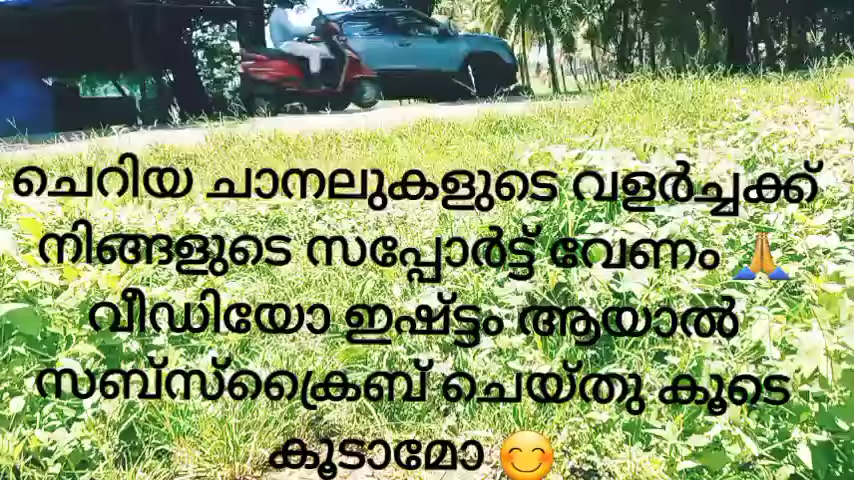 ചെറിയ ചാനലുകളുടെ വളർച്ചക്ക്
നിങ്ങളുടെ സപ്പോർട്ട് വേണം 🙏
വീഡിയോ ഇഷ്ട്ടം ആയാൽ
സബ്സ്ക്രൈബ് ചെയ്തു കൂടെ
കൂടാമോ 😊